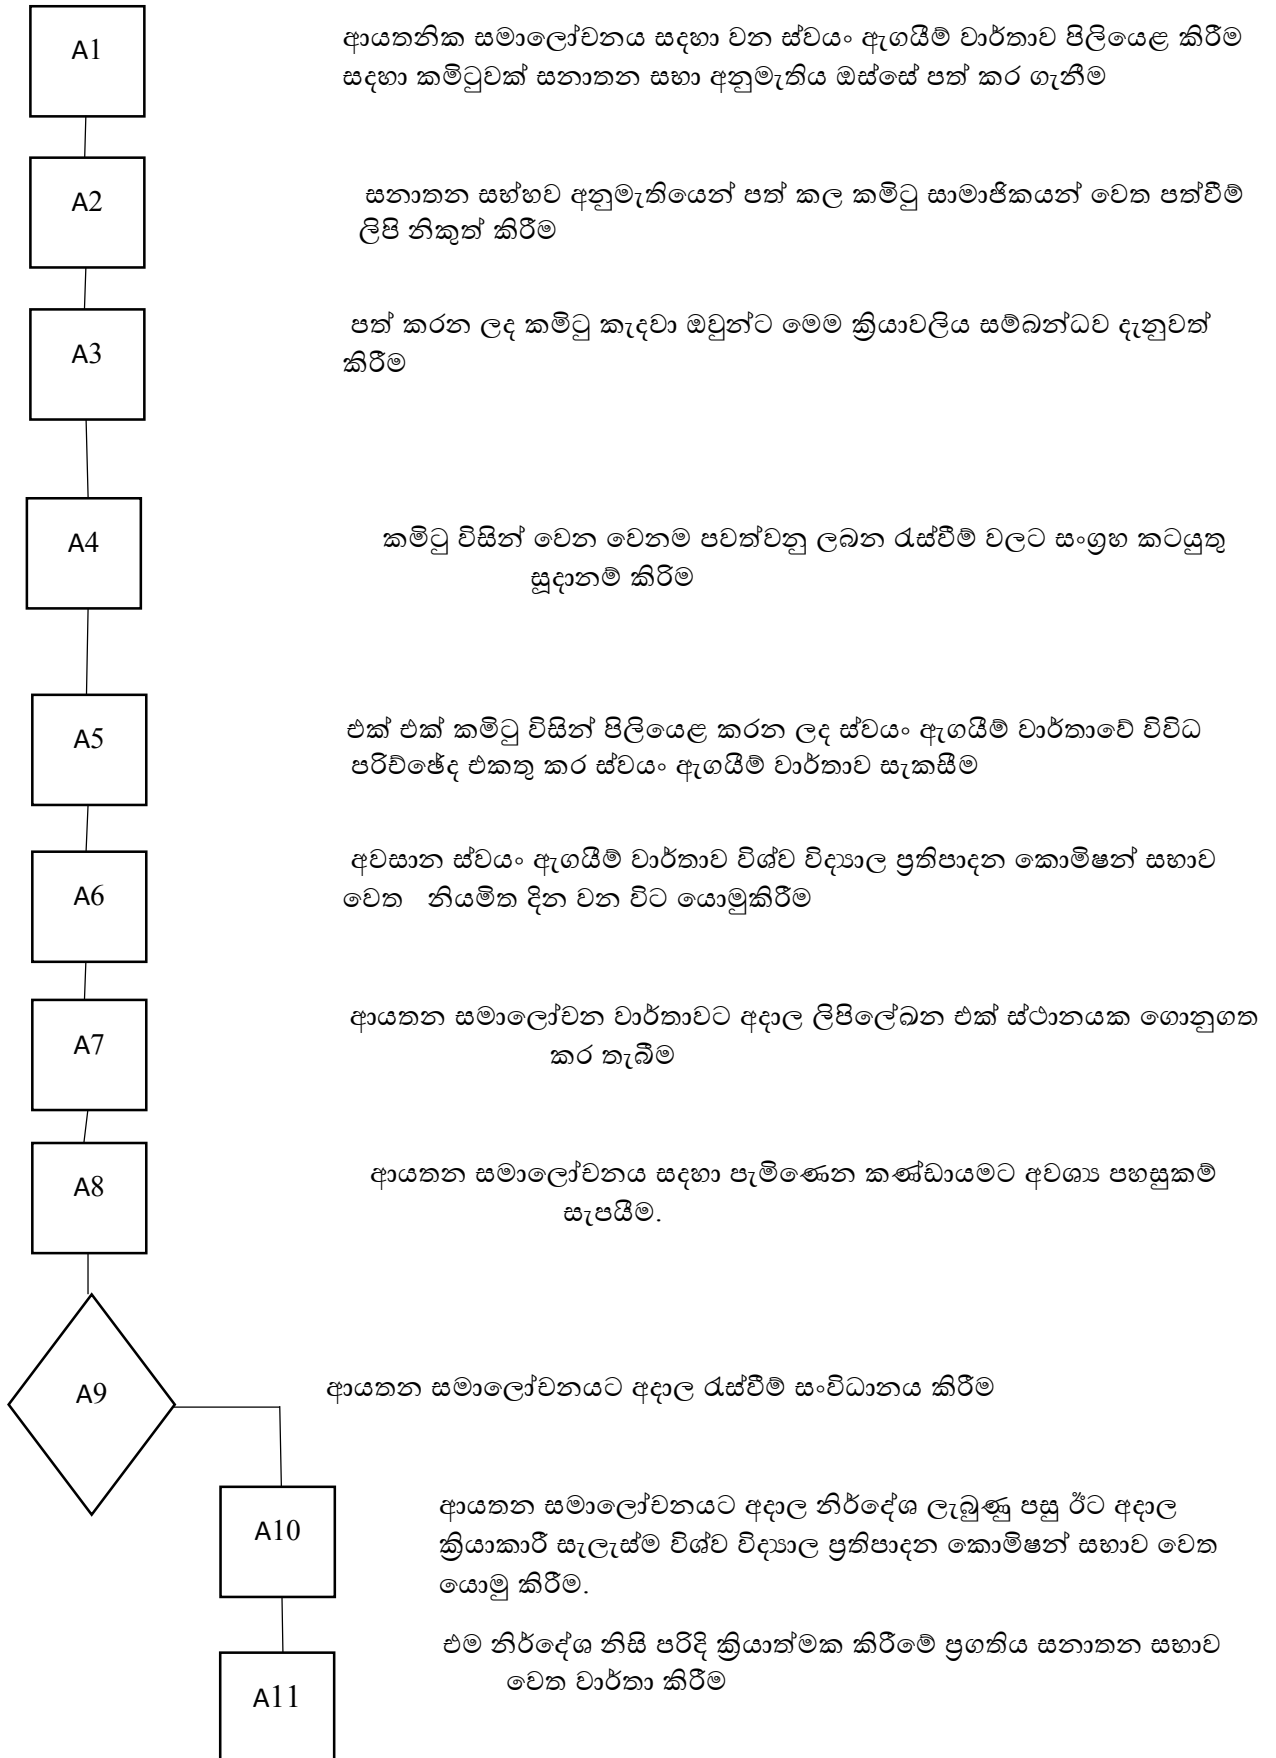 A1
ආයතනික සමාලෝචනය සදහා වන ස්වයං ඇගයීම් වාර්තාව පිලියෙළ කිරීම
සදහා කමිටුවක් සනාතන සභා අනුමැතිය ඔස්සේ පත් කර ගැනීම
A2
සනාතන සභ්හව අනුමැතියෙන් පත් කල කමිටු සාමාජිකයන් වෙත පත්වීම්
ලිපි නිකුත් කිරීම
A3
පත් කරන ලද කමිටු කැදවා ඔවුන්ට මෙම ක්‍රියාවලිය සම්බන්ධව දැනුවත්
කිරීම
A4
කමිටු විසින් වෙන වෙනම පවත්වනු ලබන රැස්වීම් වලට සංග්‍රහ කටයුතු
සූදානම් කිරිම
A5
එක් එක් කමිටු විසින් පිලියෙළ කරන ලද ස්වයං ඇගයීම් වාර්තාවේ විවිධ
පරිච්ඡේද එකතු කර ස්වයං ඇගයීම් වාර්තාව සැකසීම
A6
අවසාන ස්වයං ඇගයීම් වාර්තාව විශ්ව විද්‍යාල ප්‍රතිපාදන කොමිෂන් සභාව
වෙත නියමිත දින වන විට යොමුකිරීම
A7
ආයතන සමාලෝචන වාර්තාවට අදාල ලිපිලේඛන එක් ස්ථානයක ගොනුගත
කර තැබීම
A8
ආයතන සමාලෝචනය සදහා පැමිණෙන කණ්ඩායමට අවශ්‍ය පහසුකම්
සැපයීම.
A9
ආයතන සමාලෝචනයට අදාල රැස්වීම් සංවිධානය කිරීම
A10
ආයතන සමාලෝචනයට අදාල නිර්දේශ ලැබුණු පසු ඊට අදාල
ක්‍රියාකාරී සැලැස්ම විශ්ව විද්‍යාල ප්‍රතිපාදන කොමිෂන් සභාව වෙත
යොමු කිරීම.
A11
එම නිර්දේශ නිසි පරිදි ක්‍රියාත්මක කිරීමේ ප්‍රගතිය සනාතන සභාව
වෙත වාර්තා කිරීම